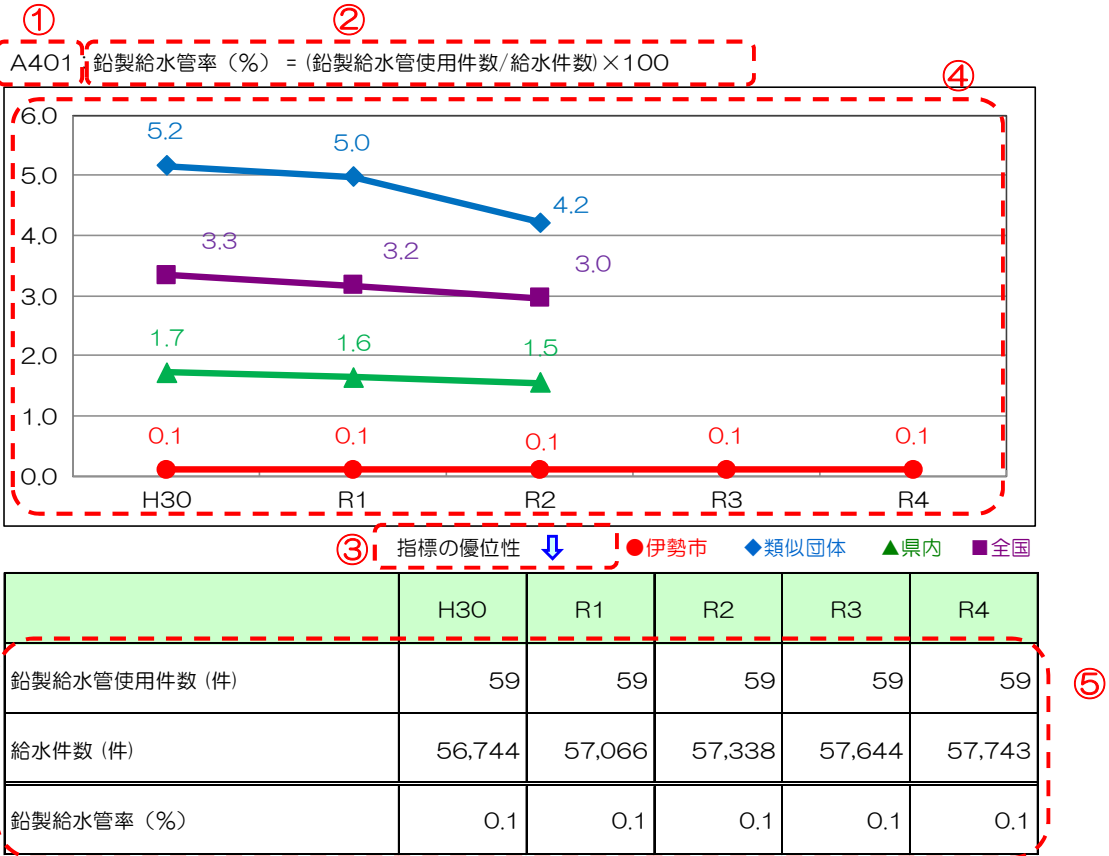 ① ②
A401 鉛製給水管率（%）＝(鉛製給水管使用件数/給水件数)×100
④
6.0
5.2
5.0
5.0
4.2
4.0
3.3
3.2
3.0
3.0
2.0
1.7
1.6
1.5
1.0
0.1 0.1 0.1 0.1 0.1
0.0
H30 R1 R2 R3 R4
③ 指標の優位性 ⇩ ●伊勢市 ◆類似団体 ▲県内 ■全国
H30 R1 R2 R3 R4
鉛製給水管使用件数 (件) 59 59 59 59 59
⑤
給水件数 (件) 56,744 57,066 57,338 57,644 57,743
鉛製給水管率（%） 0.1 0.1 0.1 0.1 0.1